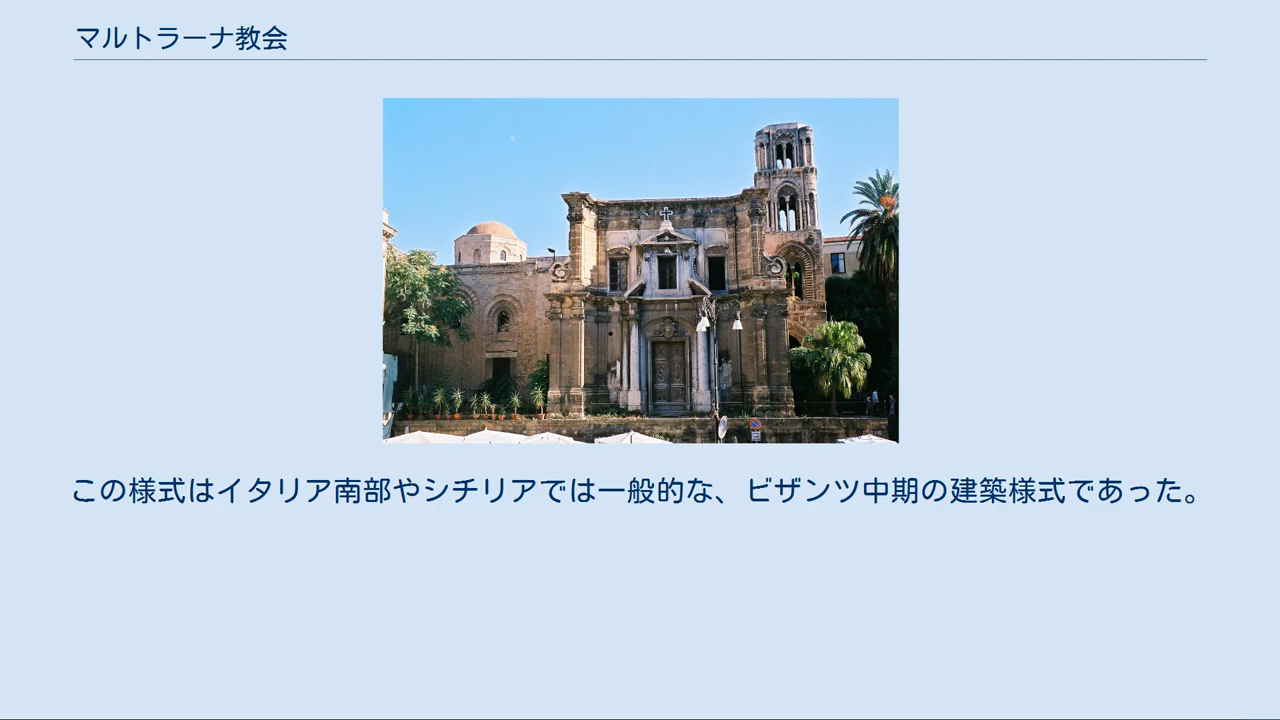 マルトラーナ教会
この様式はイタリア南部やシチリアでは一般的な、ビザンツ中期の建築様式であった。